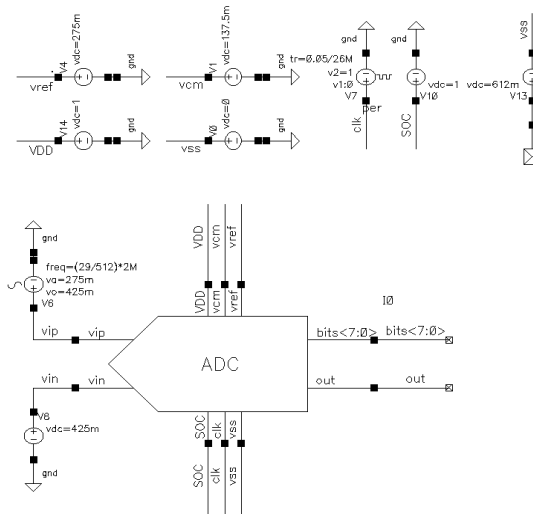 vdc=275m
gnd
V4
vref
vdc=137.5m
gnd
V1
vcm
gnd
tr=0.05/26M
v2=1
v1:0
V7
per
clk
gnd
vdc=1
V10
SOC
vss
vdc=612m
V13
vdc=1
gnd
V14
VDD
vdc=0
gnd
V0
vss
gnd
freq=(29/512)*2M
va=275m
vo=425m
V6
VDD
vcm
vref
VDD
vcm
vref
I0
vip
vip
bits<7:0>
bits<7:0>
ADC
vin
vin
out
out
V8
vdc=425m
gnd
SOC
clk
vss
SOC
clk
vss